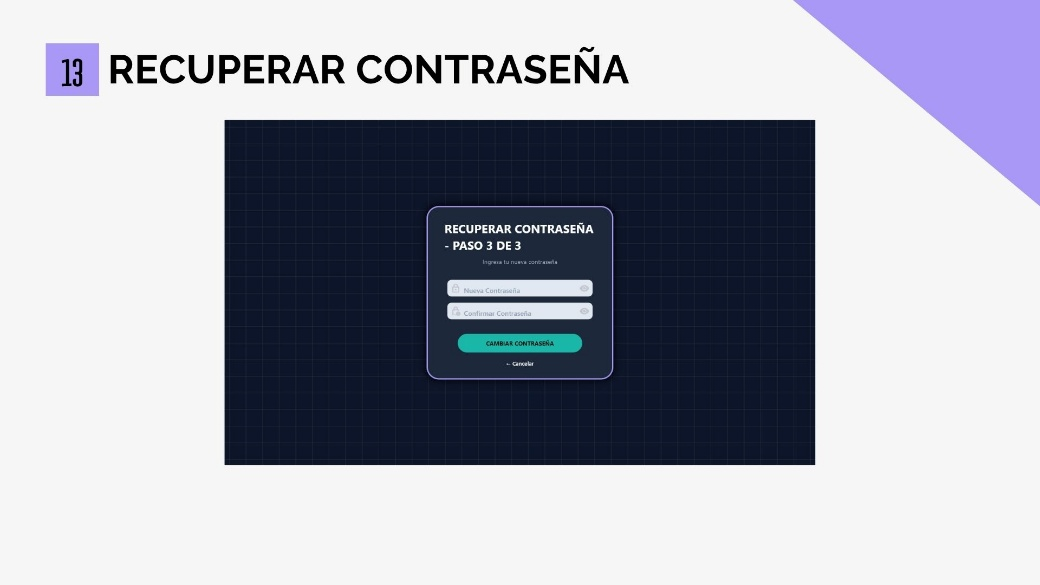 13 RECUPERAR CONTRASEÑA
RECUPERAR CONTRASEÑA
- PASO 3 DE 3
Ingresa tu nueva contraseña
Nueva Contraseña
Confirmar Contraseña
CAMBIAR CONTRASEÑA
← Cancelar